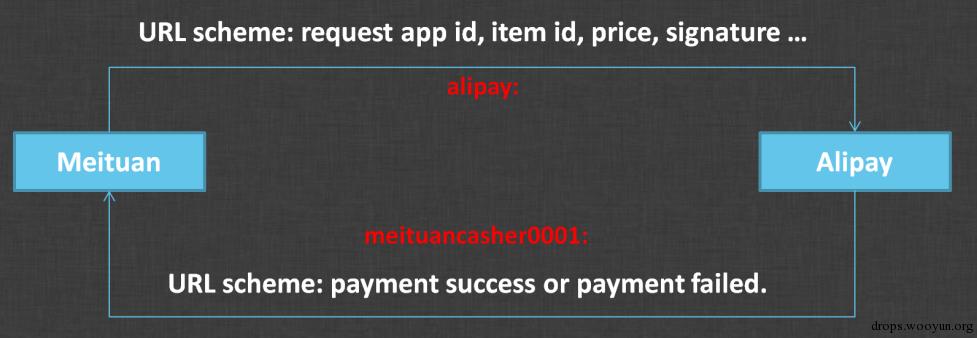 URL scheme: request app id, item id, price, signature ...
alipay:
Meituan
Alipay
meituancasher0001:
URL scheme: payment success or payment failed.
drops.wooyun.org